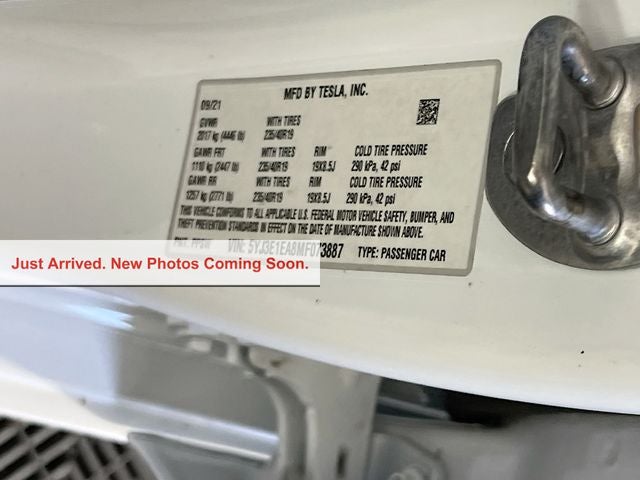 MFD BY TESLA, INC.
09/21
GVWR WITH TIRES
2017 kg (4446 lb) 235/40R19
GAWR FRT WITH TIRES RIM COLD TIRE PRESSURE
1110 kg (2447 lb) 235/40R19 19X8.5J 290 kPa, 42 psi
GAWR RR WITH TIRES RIM COLD TIRE PRESSURE
1257 kg (2771 lb) 235/40R19 19X8.5J 290 kPa, 42 psi
THIS VEHICLE CONFORMS TO ALL APPLICABLE U.S. FEDERAL MOTOR VEHICLE SAFETY, BUMPER, AND
THEFT PREVENTION STANDARDS IN EFFECT ON THE DATE OF MANUFACTURE SHOWN ABOVE.
VIN: 5YJ3E1EA8MF073887 TYPE: PASSENGER CAR
Just Arrived. New Photos Coming Soon.